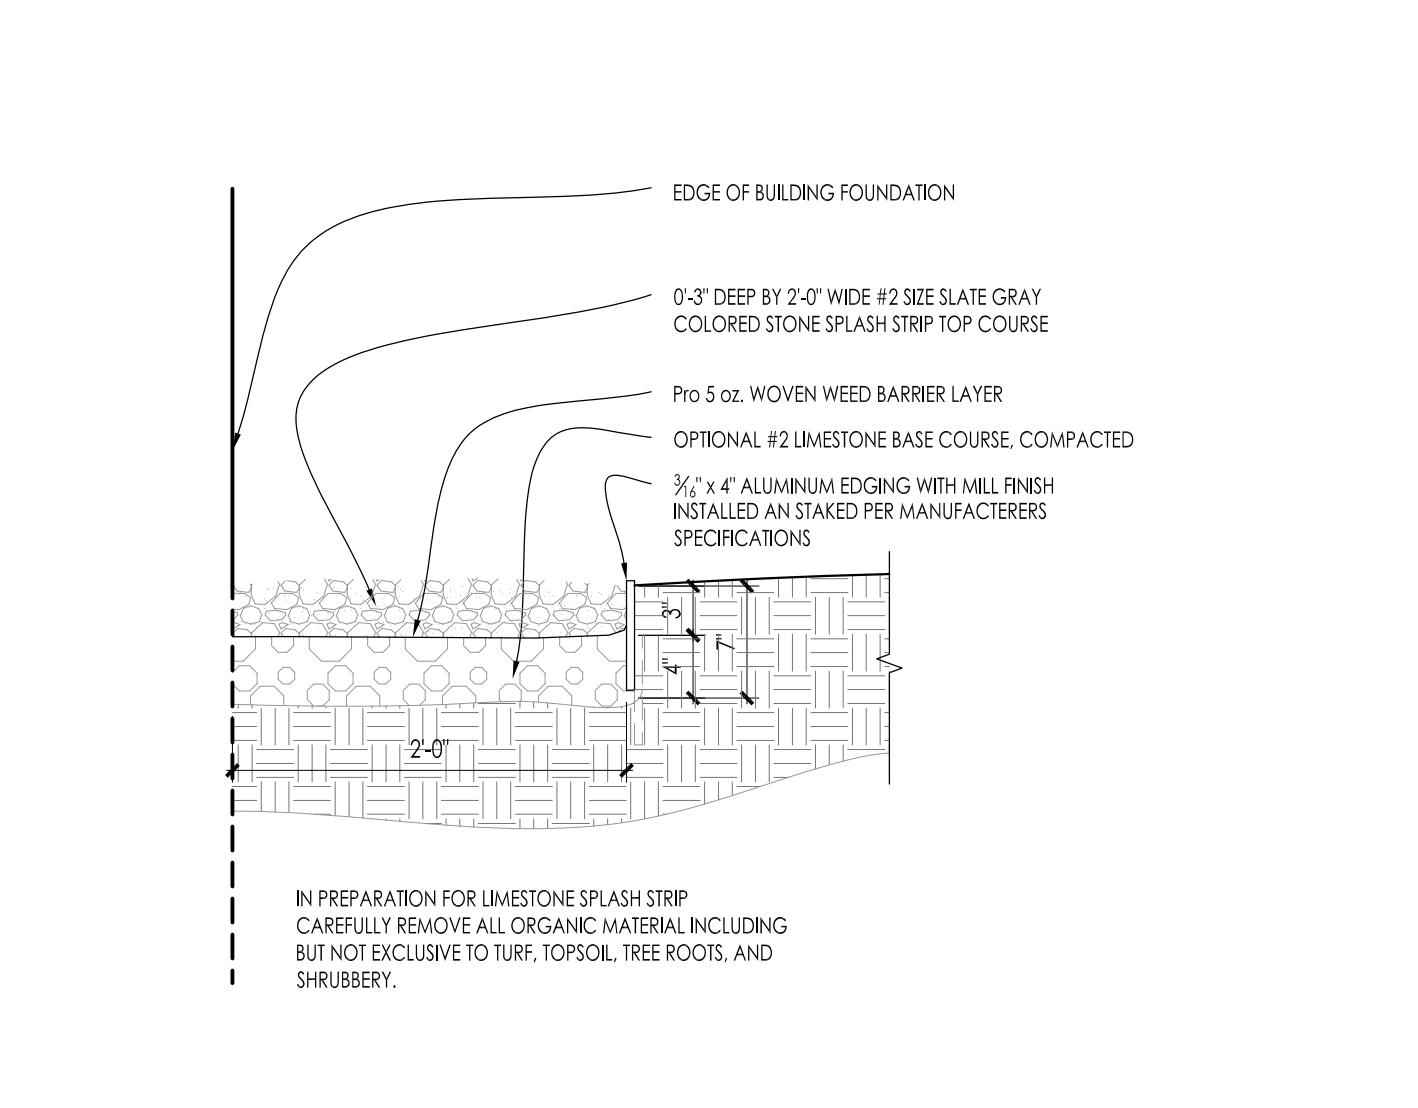 EDGE OF BUILDING FOUNDATION
0'-3" DEEP BY 2'-0" WIDE #2 SIZE SLATE GRAY
COLORED STONE SPLASH STRIP TOP COURSE
Pro 5 oz. WOVEN WEED BARRIER LAYER
OPTIONAL #2 LIMESTONE BASE COURSE, COMPACTED
3/16" x 4" ALUMINUM EDGING WITH MILL FINISH
INSTALLED AN STAKED PER MANUFACTERERS
SPECIFICATIONS
3"
7"
4"
2'-0"
IN PREPARATION FOR LIMESTONE SPLASH STRIP
CAREFULLY REMOVE ALL ORGANIC MATERIAL INCLUDING
BUT NOT EXCLUSIVE TO TURF, TOPSOIL, TREE ROOTS, AND
SHRUBBERY.